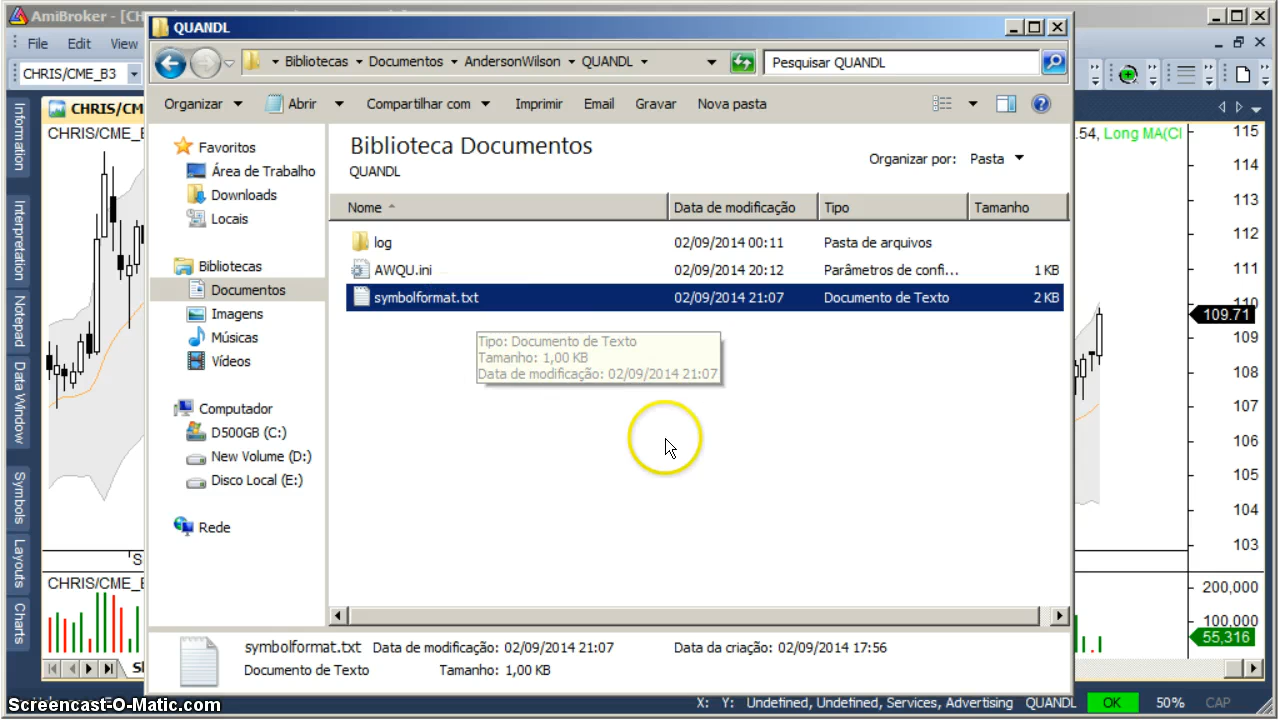 AmiBroker - [CH
QUANDL
File Edit View
Bibliotecas Documentos AndersonWilson QUANDL
Pesquisar QUANDL
CHRIS/CME_B3
Organizar Abrir Compartilhar com Imprimir Email Gravar Nova pasta
CHRIS/CM
CHRIS/CME_E
.54, Long MA(Cl
Information
Interpretation
Notepad
Data Window
Symbols
Layouts
Charts
Favoritos
Área de Trabalho
Downloads
Locais
Bibliotecas
Documentos
Imagens
Músicas
Vídeos
Computador
D500GB (C:)
New Volume (D:)
Disco Local (E:)
Rede
Biblioteca Documentos
QUANDL
Organizar por: Pasta
Nome Data de modificação Tipo Tamanho
log 02/09/2014 00:11 Pasta de arquivos
AWQU.ini 02/09/2014 20:12 Parâmetros de confi... 1 KB
symbolformat.txt 02/09/2014 21:07 Documento de Texto 2 KB
Tipo: Documento de Texto
Tamanho: 1,00 KB
Data de modificação: 02/09/2014 21:07
115
114
113
112
111
110
109.71
109
108
107
106
105
104
103
'S
CHRIS/CME_E
200,000
100,000
55,316
symbolformat.txt Data de modificação: 02/09/2014 21:07 Data da criação: 02/09/2014 17:56
Documento de Texto Tamanho: 1,00 KB
X: Y: Undefined, Undefined, Services, Advertising QUANDL OK 50% CAP
Screencast-O-Matic.com